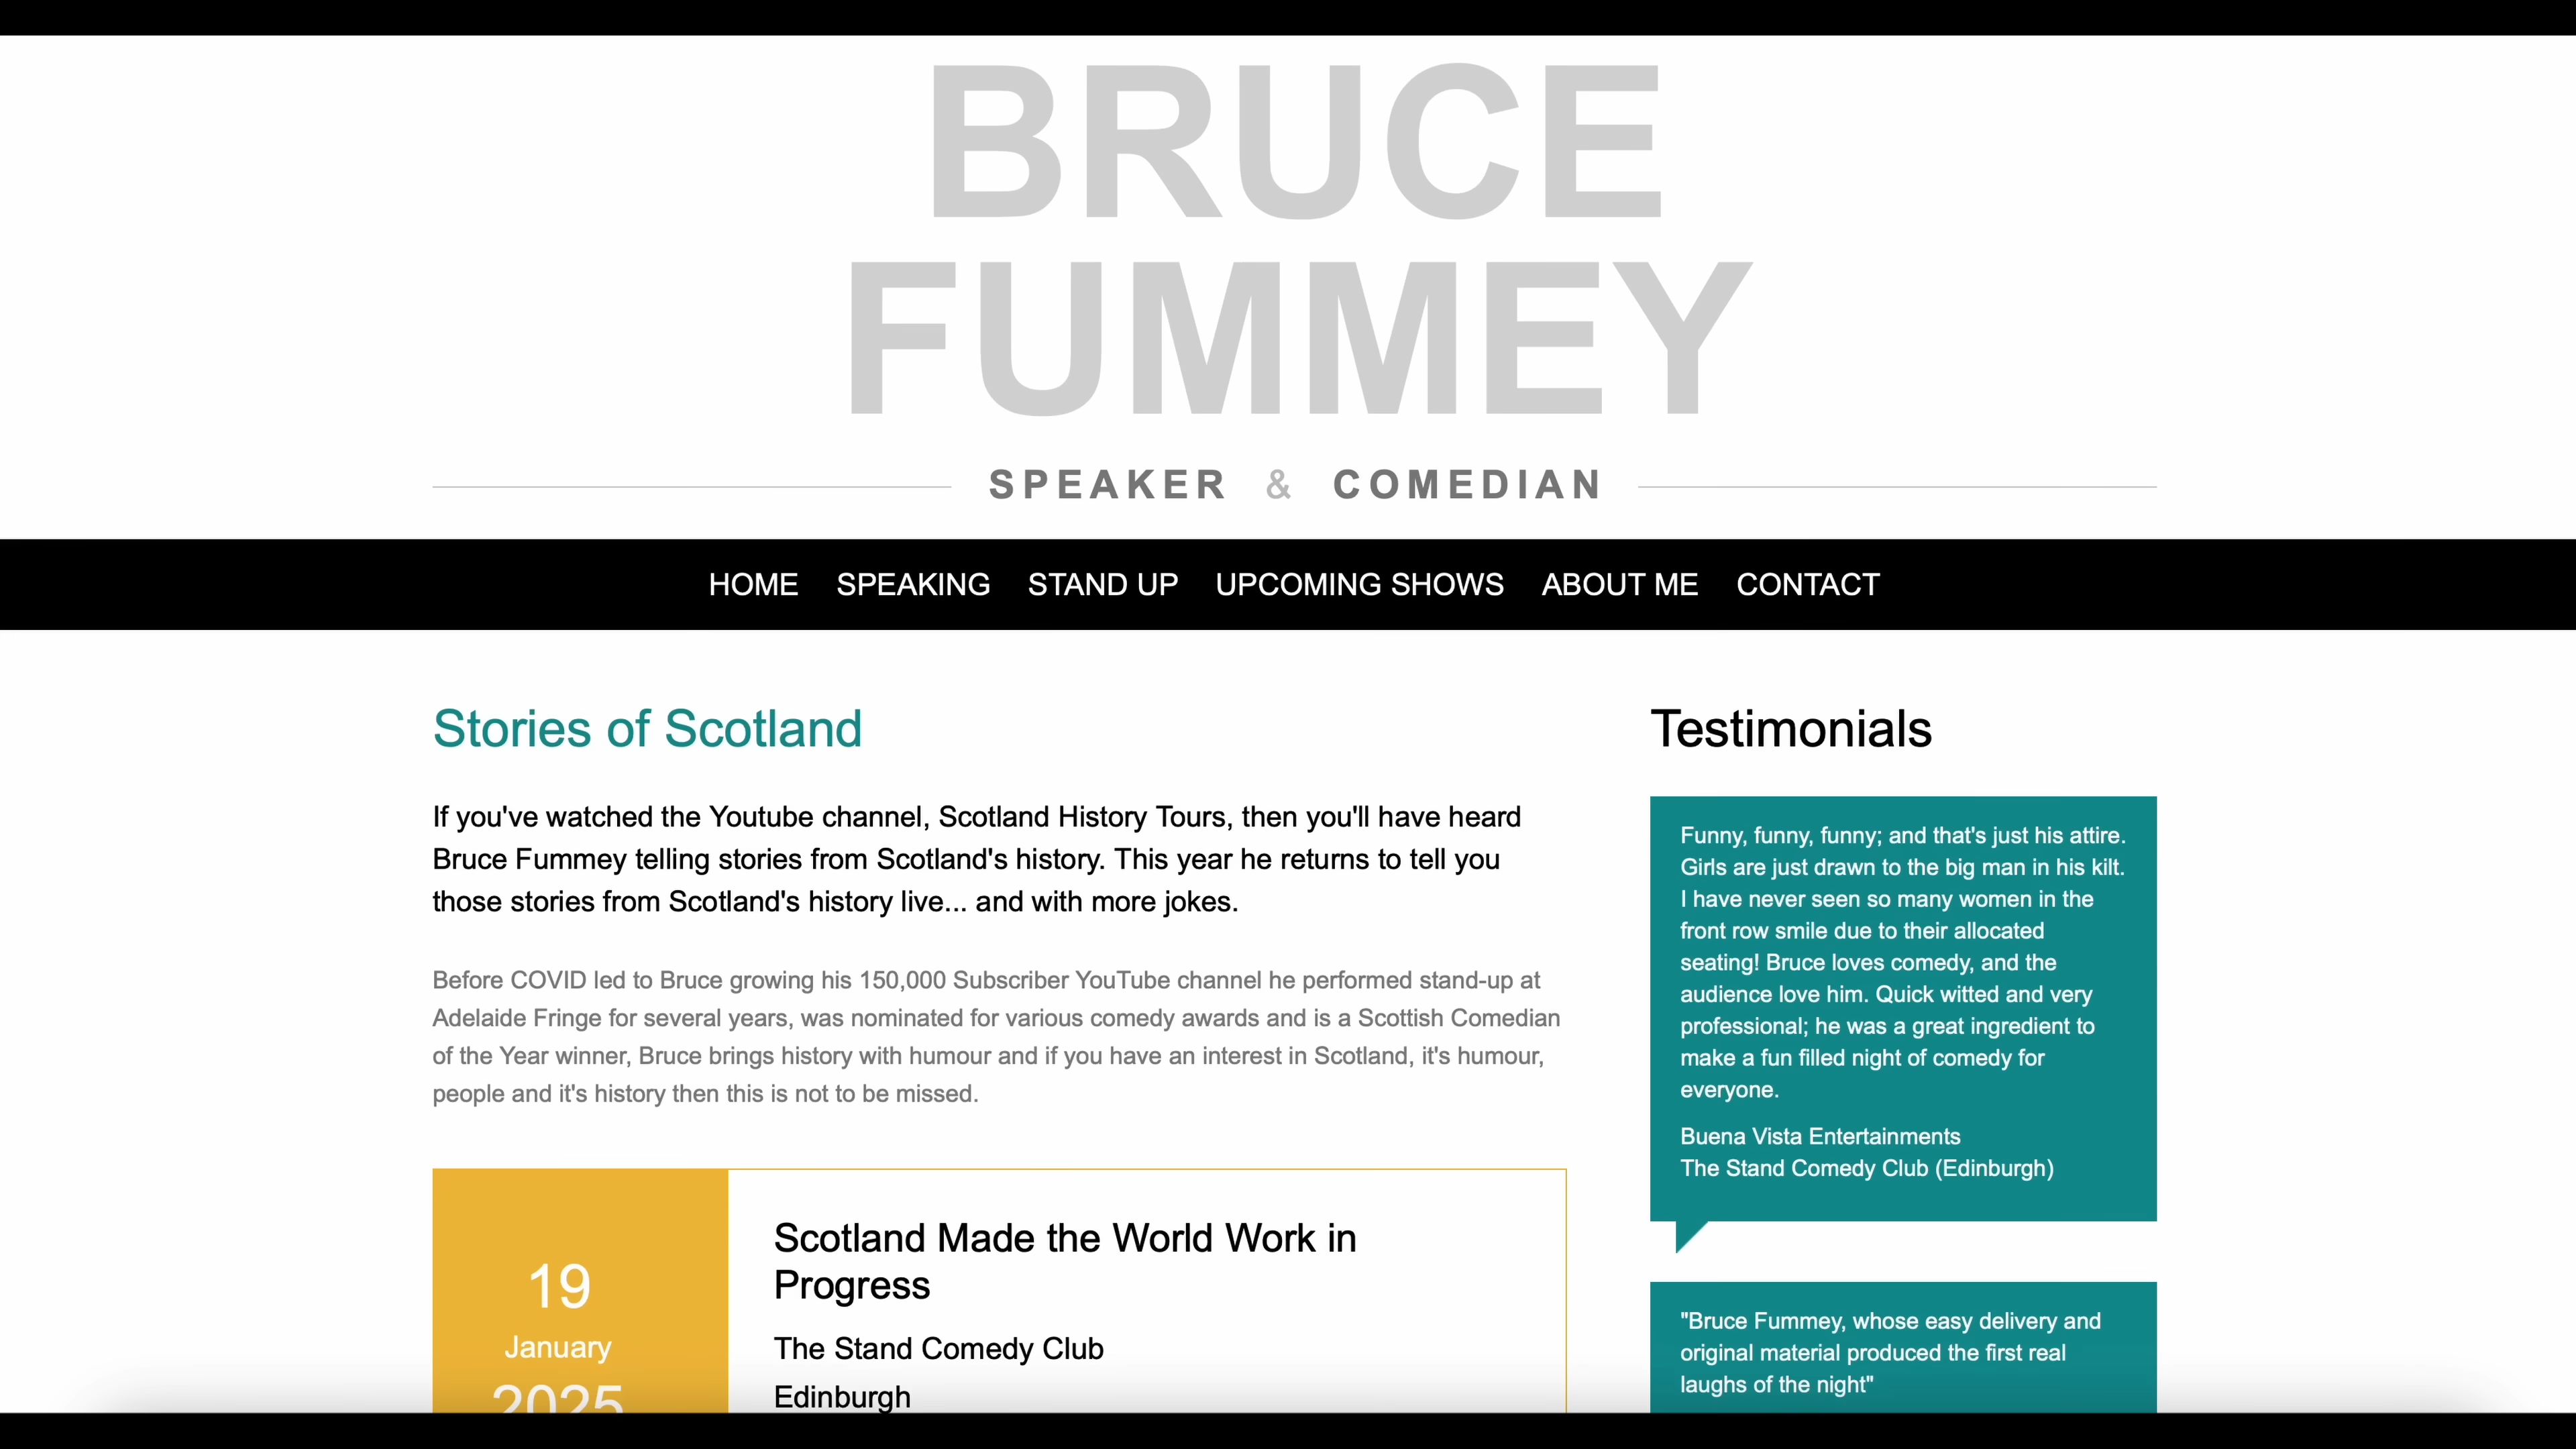 BRUCE
FUMMEY
SPEAKER & COMEDIAN
HOME SPEAKING STAND UP UPCOMING SHOWS ABOUT ME CONTACT
Stories of Scotland
If you've watched the Youtube channel, Scotland History Tours, then you'll have heard
Bruce Fummey telling stories from Scotland's history. This year he returns to tell you
those stories from Scotland's history live... and with more jokes.
Before COVID led to Bruce growing his 150,000 Subscriber YouTube channel he performed stand-up at
Adelaide Fringe for several years, was nominated for various comedy awards and is a Scottish Comedian
of the Year winner, Bruce brings history with humour and if you have an interest in Scotland, it's humour,
people and it's history then this is not to be missed.
19
January
2025
Scotland Made the World Work in
Progress
The Stand Comedy Club
Edinburgh
Testimonials
Funny, funny, funny; and that's just his attire.
Girls are just drawn to the big man in his kilt.
I have never seen so many women in the
front row smile due to their allocated
seating! Bruce loves comedy, and the
audience love him. Quick witted and very
professional; he was a great ingredient to
make a fun filled night of comedy for
everyone.
Buena Vista Entertainments
The Stand Comedy Club (Edinburgh)
"Bruce Fummey, whose easy delivery and
original material produced the first real
laughs of the night"